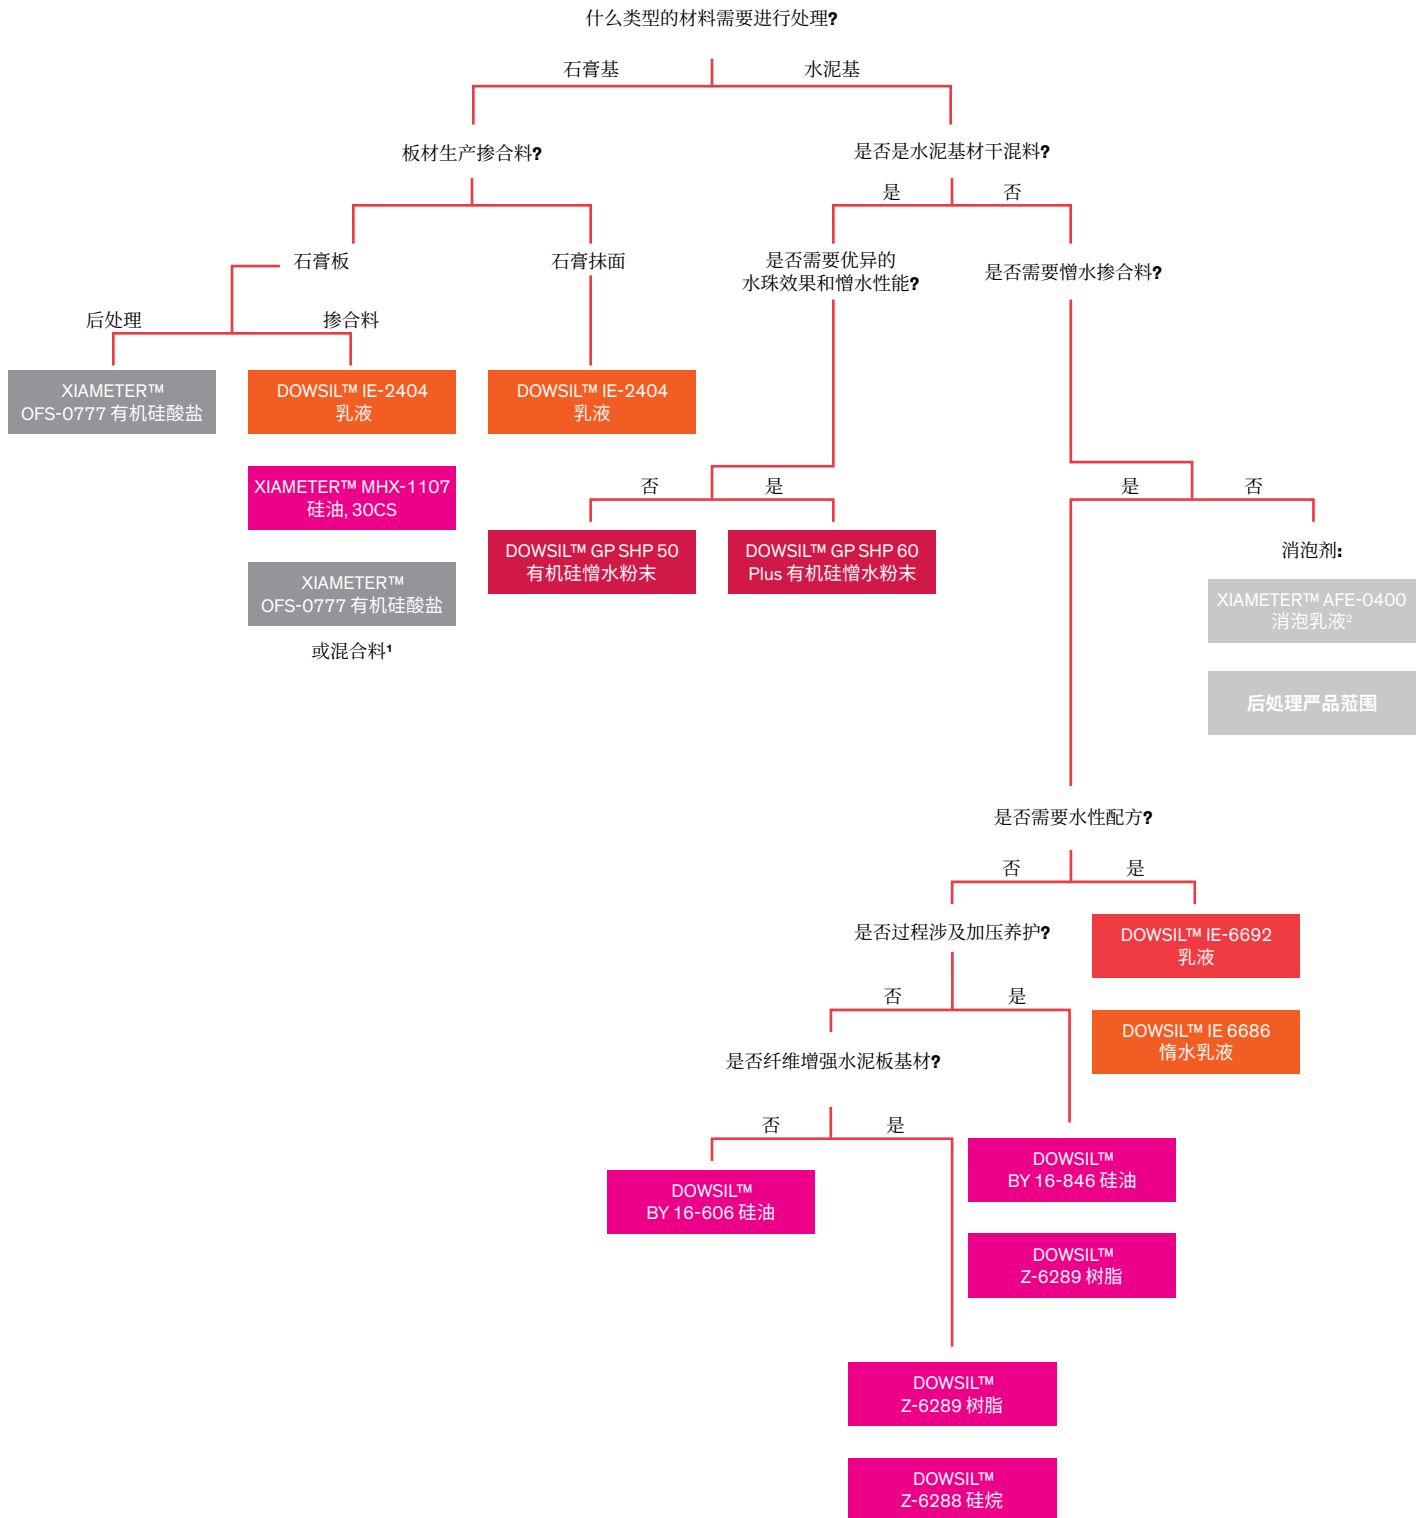 什么类型的材料需要进行处理?
石膏基
水泥基
板材生产掺合料?
是否是水泥基材干混料?
是
否
石膏板
石膏抹面
是否需要优异的
水珠效果和憎水性能?
是否需要憎水掺合料?
后处理
掺合料
XIAMETER™
OFS-0777 有机硅酸盐
DOWSIL™ IE-2404
乳液
DOWSIL™ IE-2404
乳液
XIAMETER™ MHX-1107
硅油, 30CS
否
是
是
否
DOWSIL™ GP SHP 50
有机硅憎水粉末
DOWSIL™ GP SHP 60
Plus 有机硅憎水粉末
消泡剂:
XIAMETER™
OFS-0777 有机硅酸盐
XIAMETER™ AFE-0400
消泡乳液²
或混合料¹
后処理严品蒞围
是否需要水性配方?
否
是
是否过程涉及加压养护?
DOWSIL™ IE-6692
乳液
否
是
DOWSIL™ IE 6686
惰水乳液
是否纤维增强水泥板基材?
否
是
DOWSIL™
BY 16-846 硅油
DOWSIL™
BY 16-606 硅油
DOWSIL™
Z-6289 树脂
DOWSIL™
Z-6289 树脂
DOWSIL™
Z-6288 硅烷